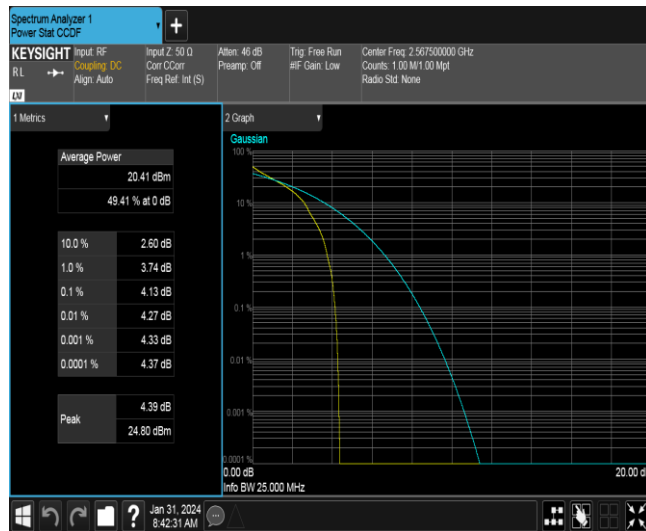 Spectrum Analyzer 1
Power Stat CCDF
+
KEYSIGHT
RL
LXI
Input: RF
Coupling: DC
Align: Auto
Input Z: 50 Ω
Corr CCorr
Freq Ref: Int (S)
Atten: 46 dB
Preamp: Off
Trig: Free Run
#IF Gain: Low
Center Freq: 2.567500000 GHz
Counts: 1.00 M/1.00 Mpt
Radio Std: None
1 Metrics
Average Power
20.41 dBm
49.41 % at 0 dB
10.0 % 2.60 dB
1.0 % 3.74 dB
0.1 % 4.13 dB
0.01 % 4.27 dB
0.001 % 4.33 dB
0.0001 % 4.37 dB
Peak
4.39 dB
24.80 dBm
2 Graph
Gaussian
100 %
10 %
1 %
0.1 %
0.01 %
0.001 %
0.0001 %
0.00 dB
20.00 d
Info BW 25.000 MHz
?
Jan 31, 2024
8:42:31 AM